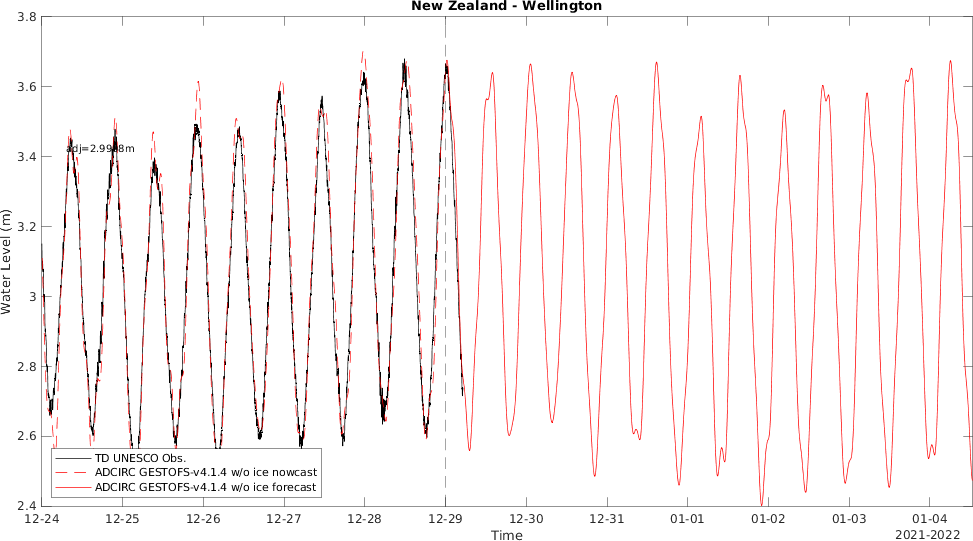 New Zealand - Wellington
3.8
3.6
3.4
3.2
3
2.8
2.6
2.4
Water Level (m)
adj=2.9988m
TD UNESCO Obs.
ADCIRC GESTOFS-v4.1.4 w/o ice nowcast
ADCIRC GESTOFS-v4.1.4 w/o ice forecast
12-24 12-25 12-26 12-27 12-28 12-29 12-30 12-31 01-01 01-02 01-03 01-04
Time
2021-2022